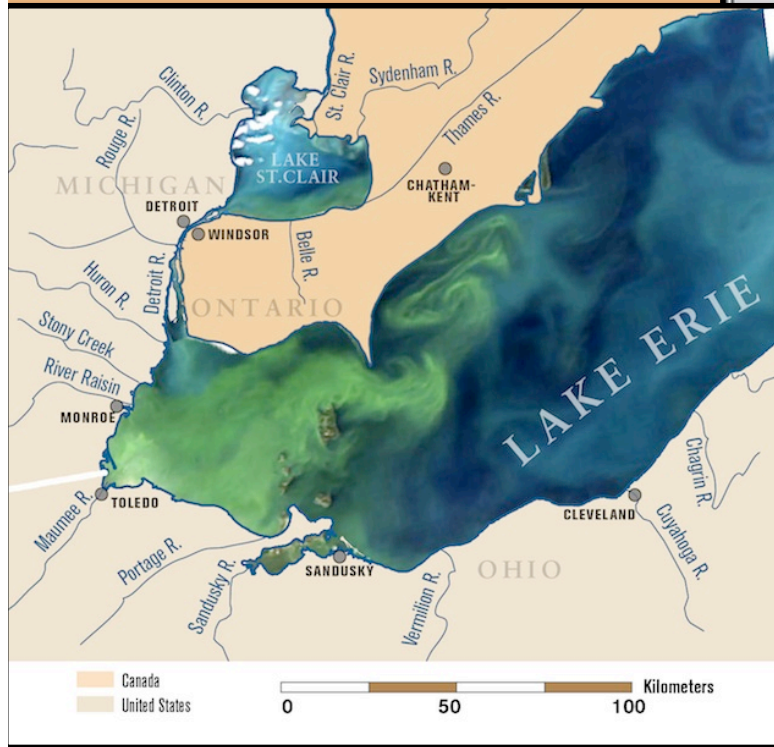 Clinton R.
St. Clair R.
Sydenham R.
Rouge R.
Thames R.
LAKE
ST.CLAIR
MICHIGAN
CHATHAM-
KENT
DETROIT
WINDSOR
Belle R.
Detroit R.
Huron R.
ONTARIO
Stony Creek
River Raisin
LAKE ERIE
MONROE
Chagrin R.
TOLEDO
Maumee R.
CLEVELAND
Cuyahoga R.
Portage R.
Sandusky R.
SANDUSKY
Vermilion R.
OHIO
Canada
United States
Kilometers
0 50 100